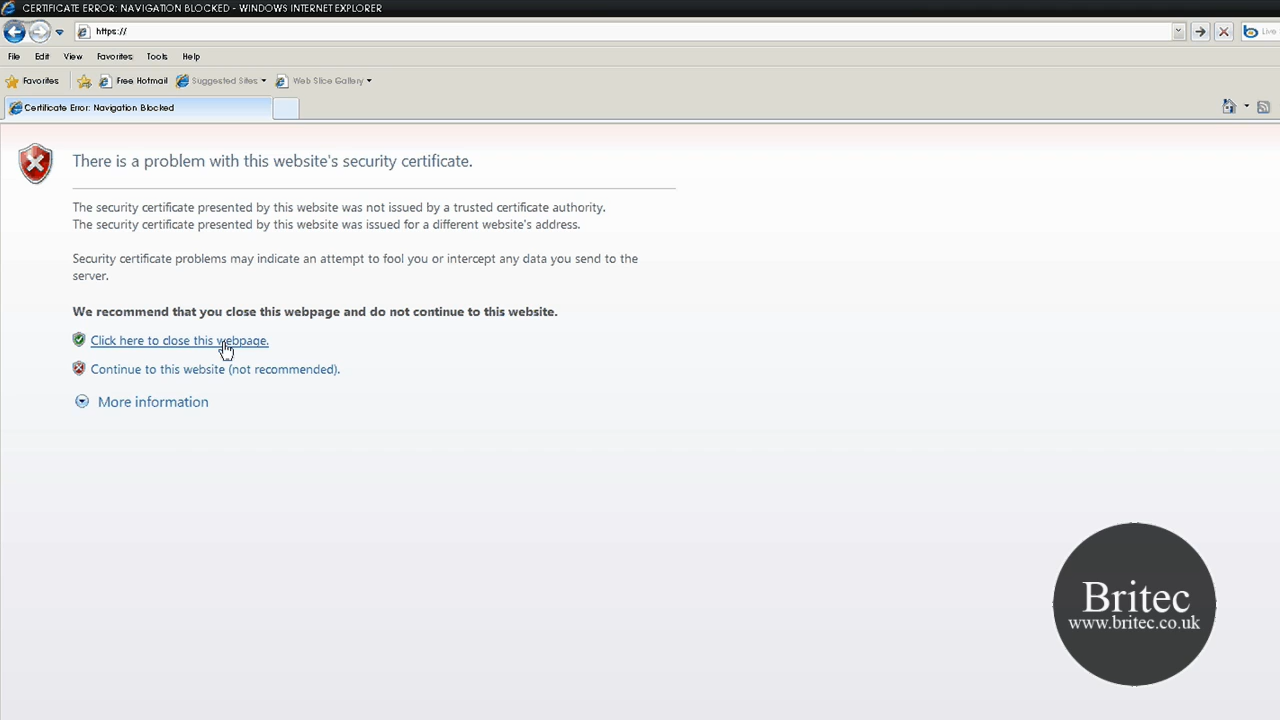 CERTIFICATE ERROR: NAVIGATION BLOCKED - WINDOWS INTERNET EXPLORER
https://
Live
File Edit View Favorites Tools Help
Favorites Free Hotmail Suggested Sites Web Slice Gallery
Certificate Error: Navigation Blocked
There is a problem with this website's security certificate.
The security certificate presented by this website was not issued by a trusted certificate authority.
The security certificate presented by this website was issued for a different website's address.
Security certificate problems may indicate an attempt to fool you or intercept any data you send to the
server.
We recommend that you close this webpage and do not continue to this website.
Click here to close this webpage.
Continue to this website (not recommended).
More information
Britec
www.britec.co.uk